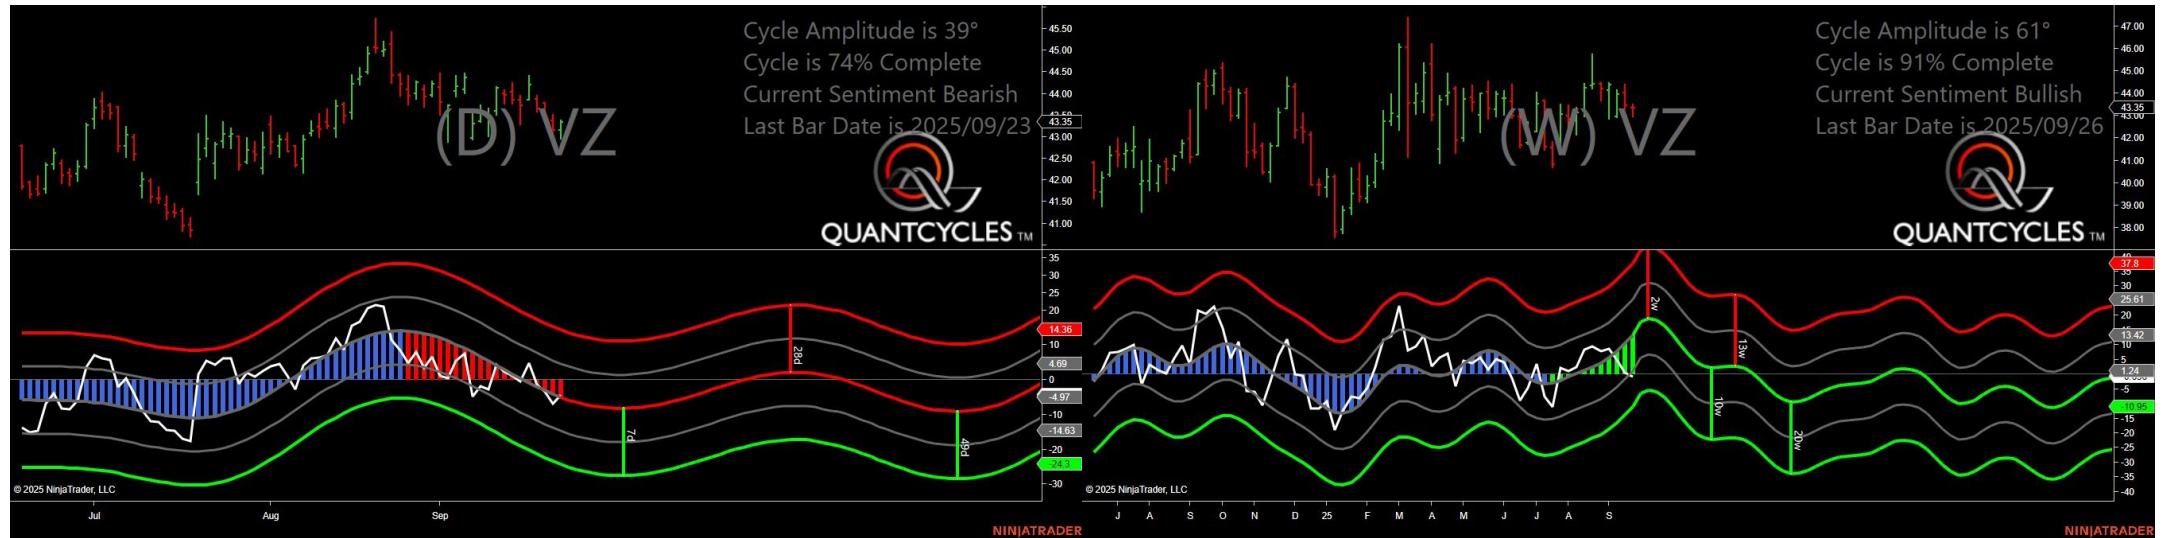 Cycle Amplitude is 39°
Cycle is 74% Complete
Current Sentiment Bearish
Last Bar Date is 2025/09/23
(D) VZ
QUANTCYCLES TM
45.50
45.00
44.50
44.00
43.35
43.00
42.50
42.00
41.50
41.00
35
30
25
20
14.36
10
4.69
0
-4.97
-10
-14.63
-20
-24.3
-30
28d
7d
49d
© 2025 NinjaTrader, LLC
Jul Aug Sep
NINJATRADER
Cycle Amplitude is 61°
Cycle is 91% Complete
Current Sentiment Bullish
Last Bar Date is 2025/09/26
(W) VZ
QUANTCYCLES TM
47.00
46.00
45.00
44.00
43.35
43.00
42.00
41.00
40.00
39.00
38.00
37.8
35
30
25.61
20
13.42
10
5
1.24
-5
-10.95
-15
-20
-25
-30
-35
-40
2w
13w
10w
20w
© 2025 NinjaTrader, LLC
J A S O N D 25 F M A M J J A S
NINJATRADER